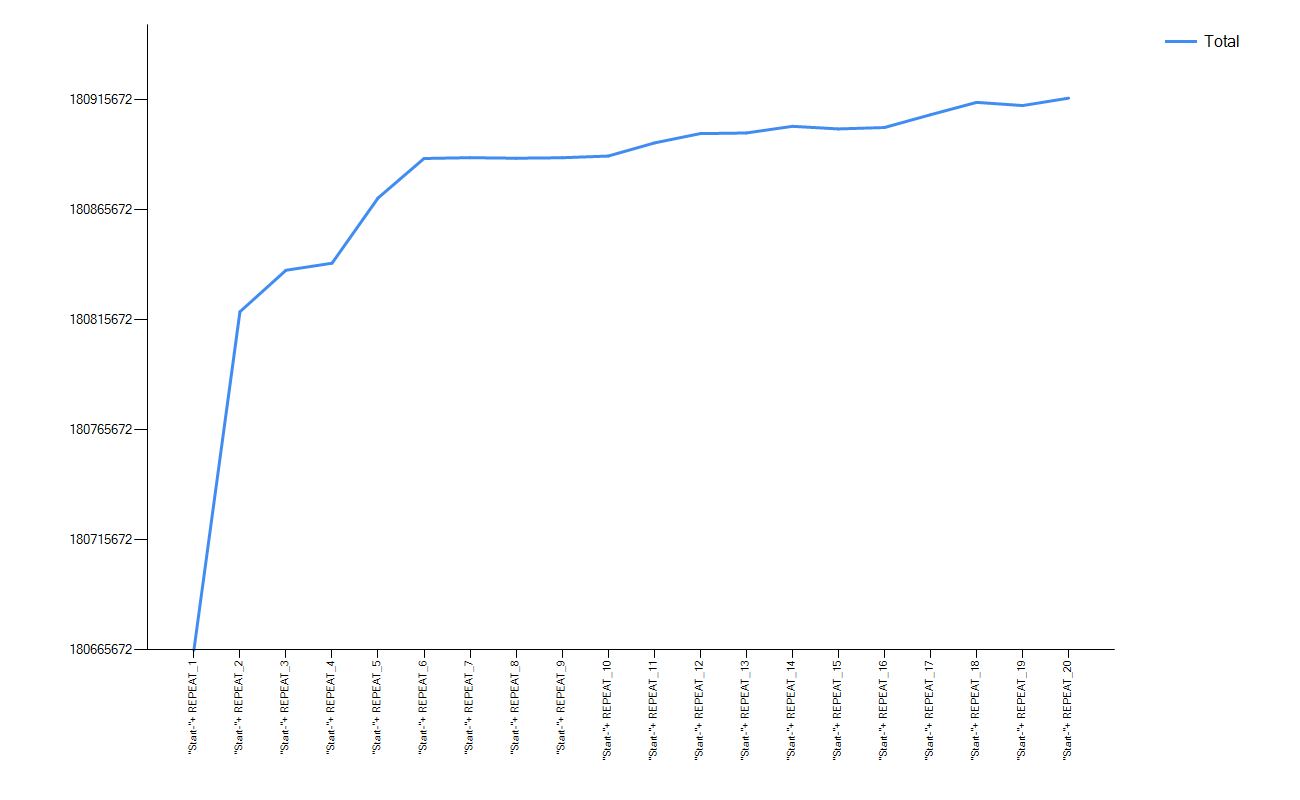 Total
180915672
180865672
180815672
180765672
180715672
180665672
"Start-"+ REPEAT_1
"Start-"+ REPEAT_2
"Start-"+ REPEAT_3
"Start-"+ REPEAT_4
"Start-"+ REPEAT_5
"Start-"+ REPEAT_6
"Start-"+ REPEAT_7
"Start-"+ REPEAT_8
"Start-"+ REPEAT_9
"Start-"+ REPEAT_10
"Start-"+ REPEAT_11
"Start-"+ REPEAT_12
"Start-"+ REPEAT_13
"Start-"+ REPEAT_14
"Start-"+ REPEAT_15
"Start-"+ REPEAT_16
"Start-"+ REPEAT_17
"Start-"+ REPEAT_18
"Start-"+ REPEAT_19
"Start-"+ REPEAT_20